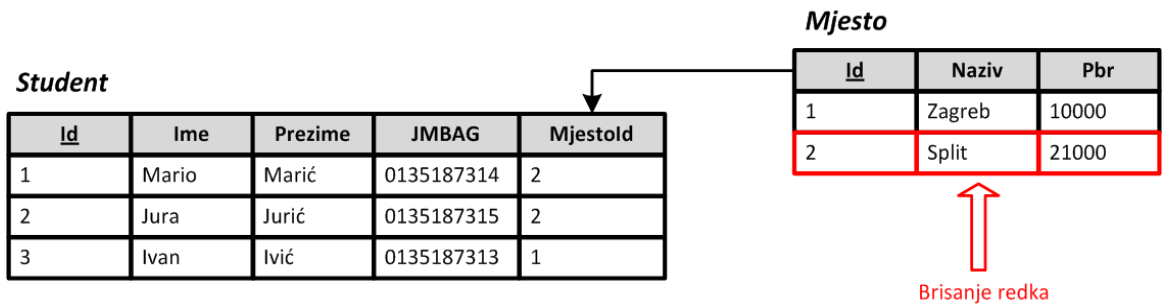 Mjesto
Id Naziv Pbr
1 Zagreb 10000
2 Split 21000
Brisanje redka
Student
Id Ime Prezime JMBAG MjestoId
1 Mario Marić 0135187314 2
2 Jura Jurić 0135187315 2
3 Ivan Ivić 0135187313 1